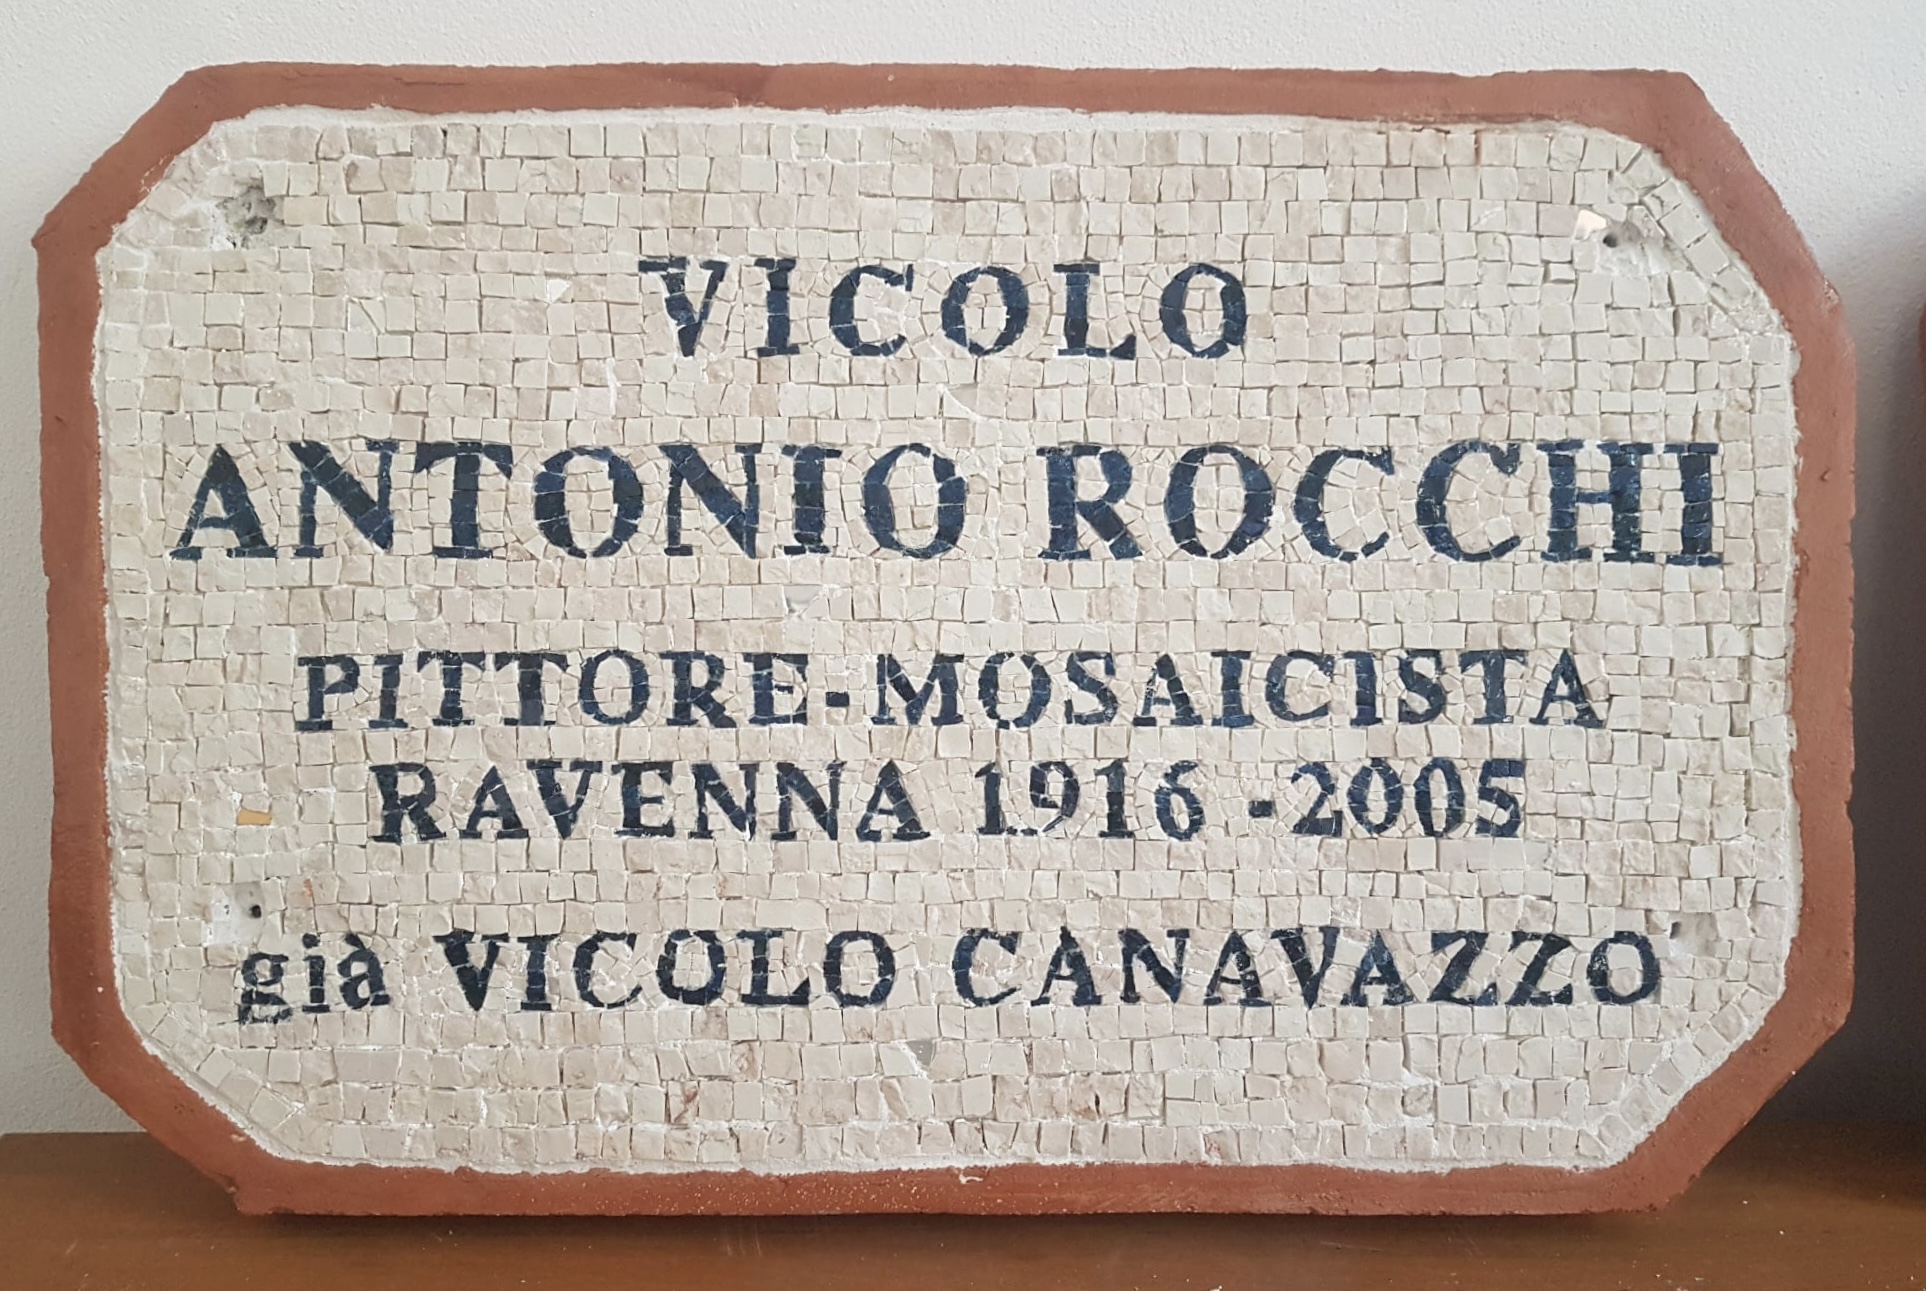 VICOLO
ANTONIO ROCCHI
PITTORE-MOSAICISTA
RAVENNA 1916 -2005
già VICOLO CANAVAZZO